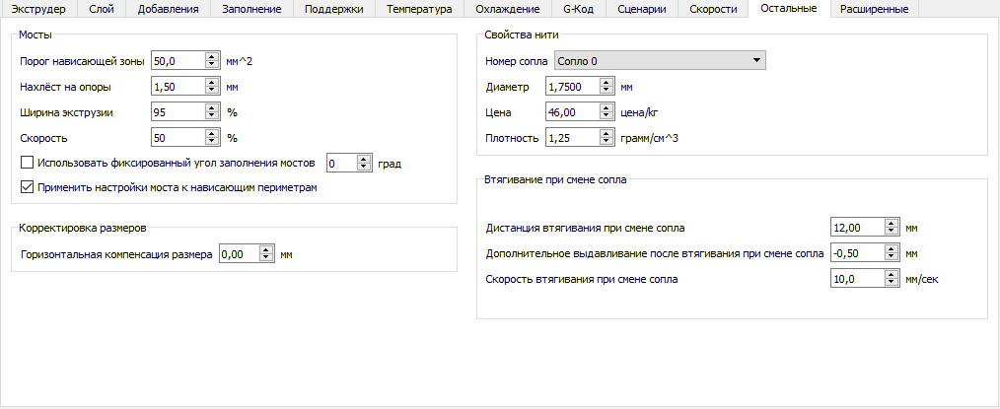 Экструдер Слой Добавления Заполнение Поддержки Температура Охлаждение G-Код Сценарии Скорости Остальные Расширенные
Мосты
Порог нависающей зоны 50,0 мм^2
Нахлёст на опоры 1,50 мм
Ширина экструзии 95 %
Скорость 50 %
Использовать фиксированный угол заполнения мостов 0 град
Применить настройки моста к нависающим периметрам
Корректировка размеров
Горизонтальная компенсация размера 0,00 мм
Свойства нити
Номер сопла Сопло 0
Диаметр 1,7500 мм
Цена 46,00 цена/кг
Плотность 1,25 грамм/см^3
Втягивание при смене сопла
Дистанция втягивания при смене сопла 12,00 мм
Дополнительное выдавливание после втягивания при смене сопла -0,50 мм
Скорость втягивания при смене сопла 10,0 мм/сек